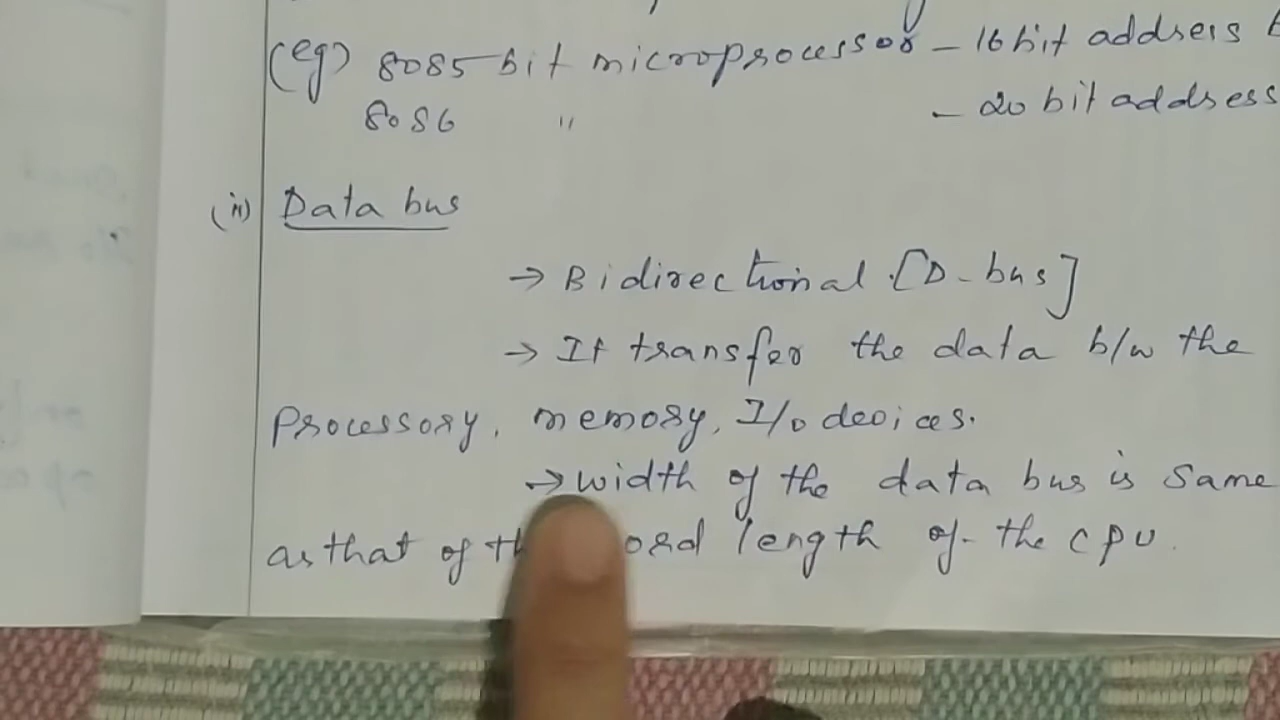 (eg) 8085-bit microprocessor - 16 bit address
8086 " - 20 bit address
(ii) Data bus
→ Bidirectional [D-bus]
→ It transfer the data b/w the
Processory, memory, I/o devices.
→ width of the data bus is same
as that of length of the CPU.